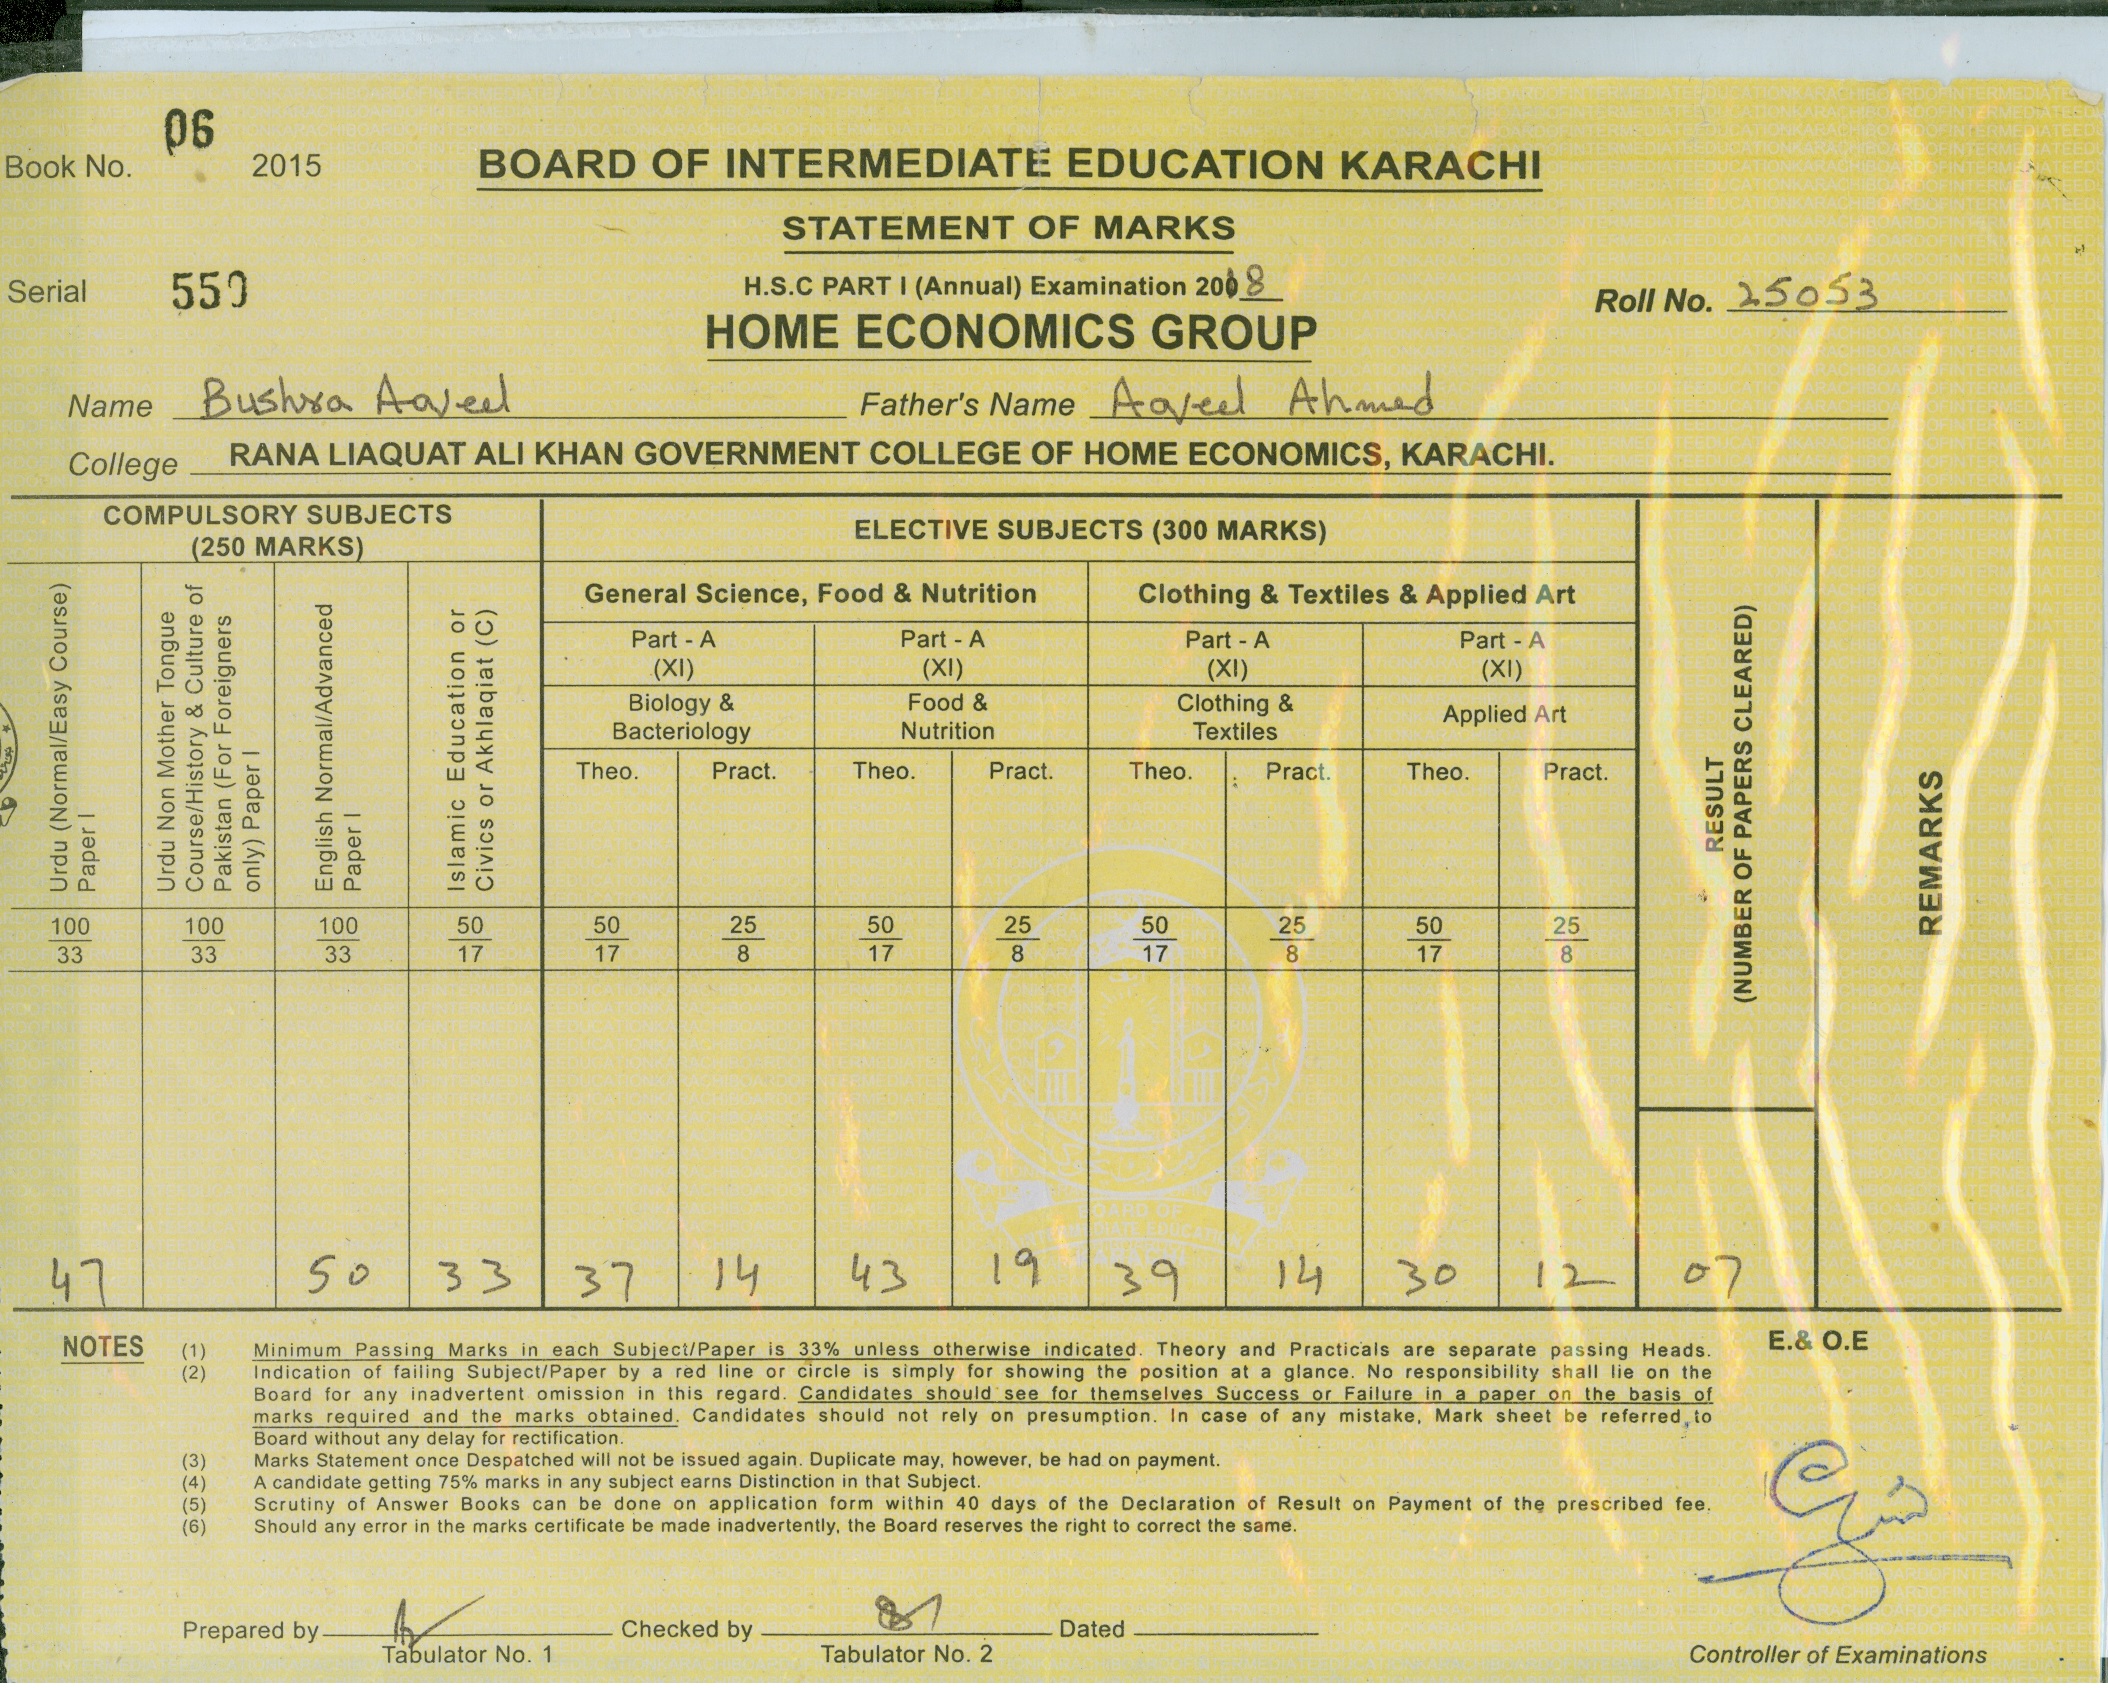 06
Book No. 2015
BOARD OF INTERMEDIATE EDUCATION KARACHI
STATEMENT OF MARKS
Serial 550
H.S.C PART I (Annual) Examination 2018
Roll No. 25053
HOME ECONOMICS GROUP
Name Bushra Aqeel Father's Name Aqeel Ahmed
College RANA LIAQUAT ALI KHAN GOVERNMENT COLLEGE OF HOME ECONOMICS, KARACHI.
COMPULSORY SUBJECTS
(250 MARKS)
ELECTIVE SUBJECTS (300 MARKS)
General Science, Food & Nutrition Clothing & Textiles & Applied Art
Part - A Part - A Part - A Part - A
(XI) (XI) (XI) (XI)
Biology & Food & Clothing & Applied Art
Bacteriology Nutrition Textiles
Theo. Pract. Theo. Pract. Theo. Pract. Theo. Pract.
Urdu (Normal/Easy Course)
Paper I
Urdu Non Mother Tongue
Course/History & Culture of
Pakistan (For Foreigners
only) Paper I
English Normal/Advanced
Paper I
Islamic Education or
Civics or Akhlaqiat (C)
RESULT
(NUMBER OF PAPERS CLEARED)
REMARKS
100 100 100 50 50 25 50 25 50 25 50 25
33 33 33 17 17 8 17 8 17 8 17 8
47 50 33 37 14 43 19 39 14 30 12 07
NOTES
(1) Minimum Passing Marks in each Subject/Paper is 33% unless otherwise indicated. Theory and Practicals are separate passing Heads.
E.& O.E
(2) Indication of failing Subject/Paper by a red line or circle is simply for showing the position at a glance. No responsibility shall lie on the
Board for any inadvertent omission in this regard. Candidates should see for themselves Success or Failure in a paper on the basis of
marks required and the marks obtained. Candidates should not rely on presumption. In case of any mistake, Mark sheet be referred to
Board without any delay for rectification.
(3) Marks Statement once Despatched will not be issued again. Duplicate may, however, be had on payment.
(4) A candidate getting 75% marks in any subject earns Distinction in that Subject.
(5) Scrutiny of Answer Books can be done on application form within 40 days of the Declaration of Result on Payment of the prescribed fee.
(6) Should any error in the marks certificate be made inadvertently, the Board reserves the right to correct the same.
Prepared by Checked by Dated
Tabulator No. 1 Tabulator No. 2 Controller of Examinations